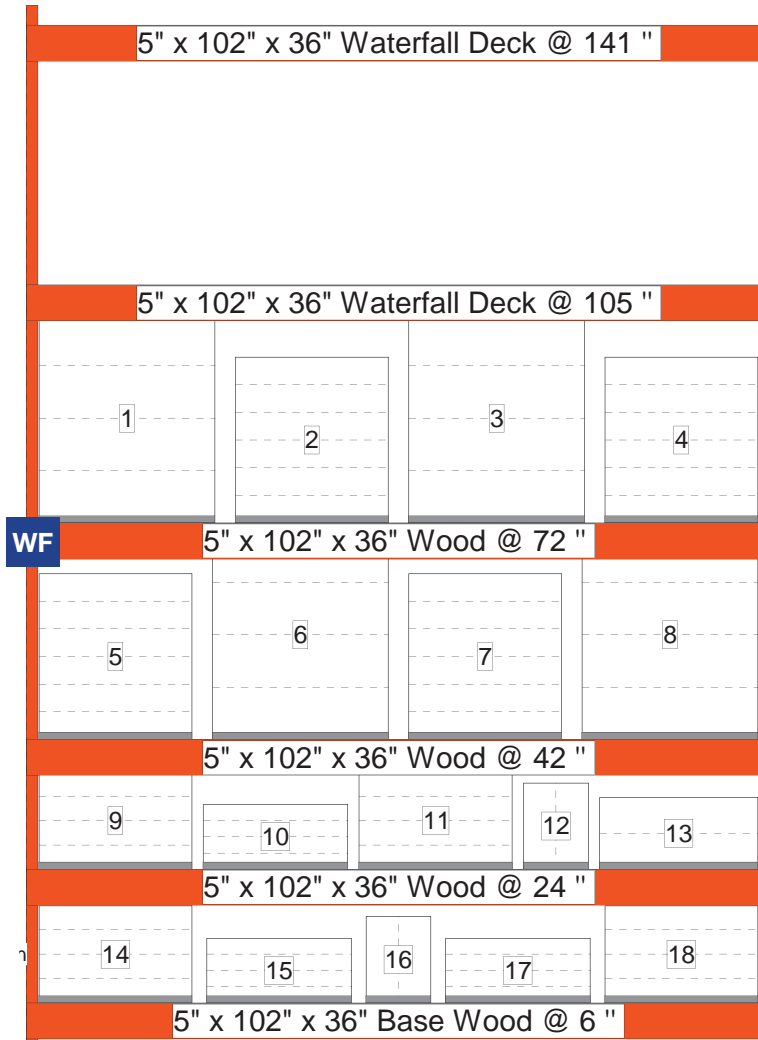 5" x 102" x 36" Waterfall Deck @ 141 "
5" x 102" x 36" Waterfall Deck @ 105 "
1
2
3
4
WF
5" x 102" x 36" Wood @ 72 "
5
6
7
8
5" x 102" x 36" Wood @ 42 "
9
10
11
12
13
5" x 102" x 36" Wood @ 24 "
14
15
16
17
18
5" x 102" x 36" Base Wood @ 6 "